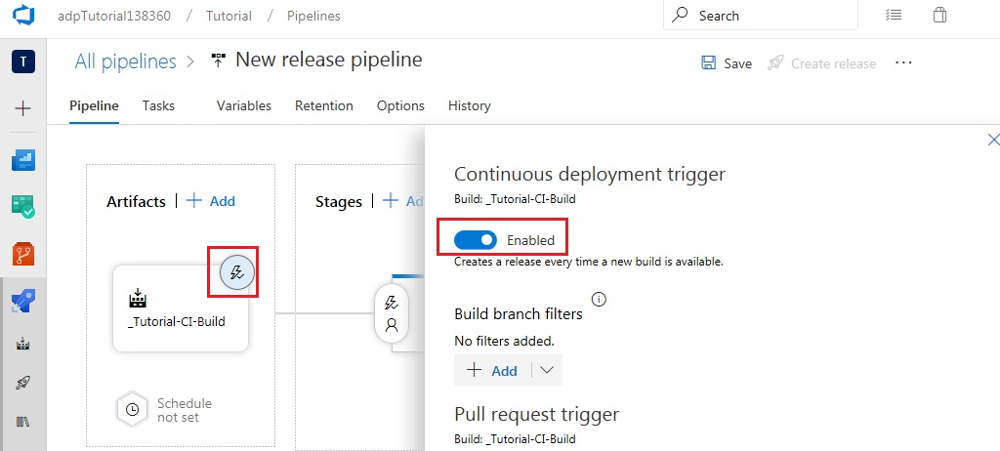 adpTutorial138360 / Tutorial / Pipelines
Search
T
All pipelines > New release pipeline
Save
Create release
Pipeline Tasks Variables Retention Options History
Artifacts | + Add
Stages | + Ad
_Tutorial-CI-Build
Schedule
not set
Continuous deployment trigger
Build: _Tutorial-CI-Build
Enabled
Creates a release every time a new build is available.
Build branch filters
No filters added.
+ Add
Pull request trigger
Build: _Tutorial-CI-Build